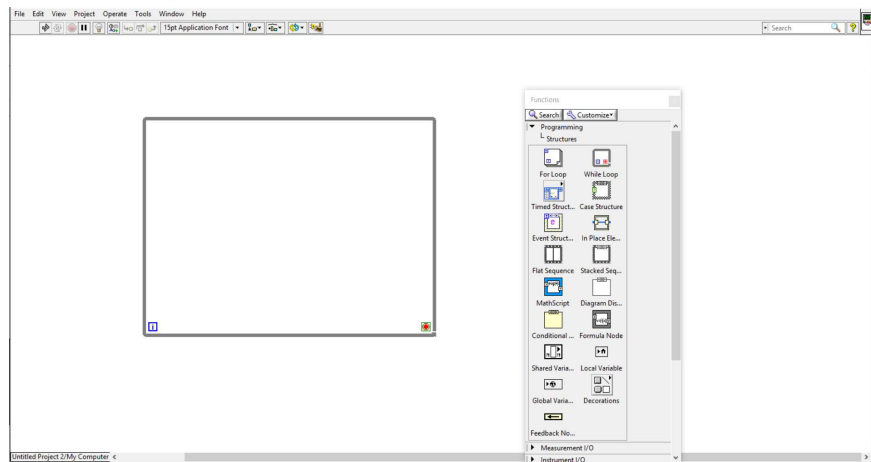 File Edit View Project Operate Tools Window Help
15pt Application Font
Search
Functions
Search Customize
Programming
Structures
For Loop While Loop
Timed Struct... Case Structure
Event Struct... In Place Ele...
Flat Sequence Stacked Seq...
MathScript Diagram Dis...
Conditional ... Formula Node
Shared Varia... Local Variable
Global Varia... Decorations
Feedback No...
Measurement I/O
Instrument I/O
i
Untitled Project 2/My Computer